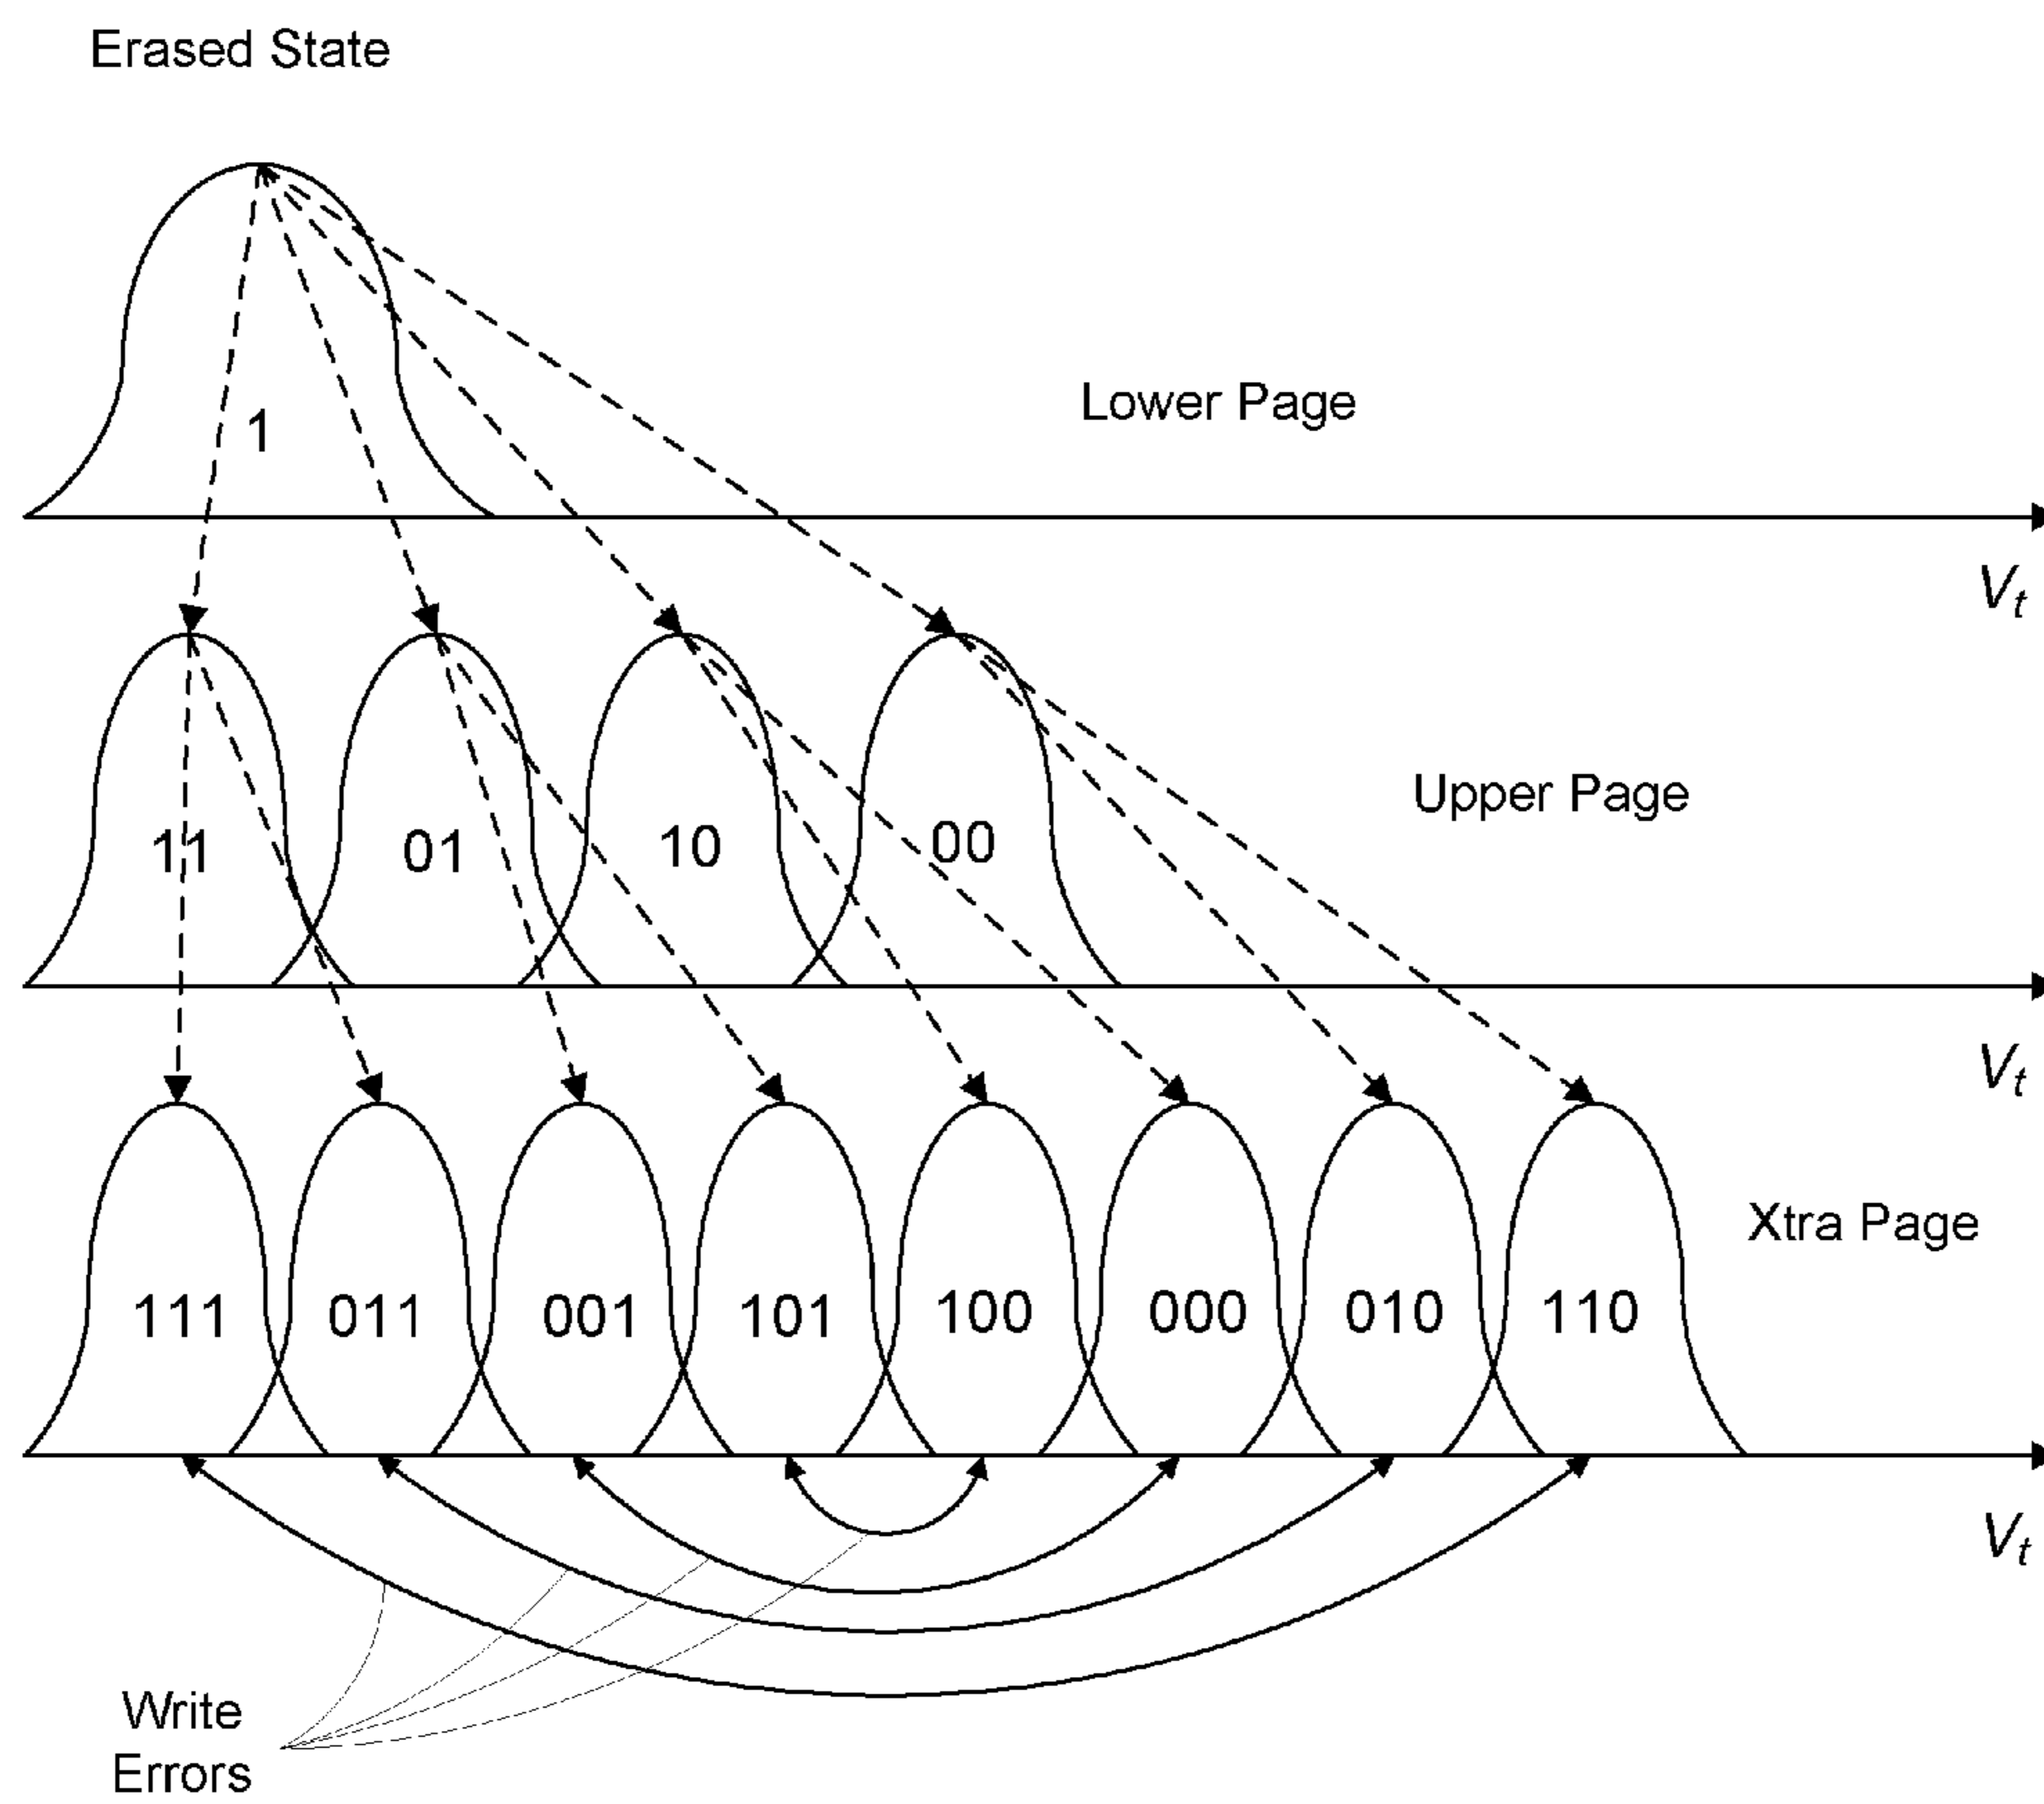 Erased State
1
Lower Page
Vt
11 01 10 00
Upper Page
Vt
111 011 001 101 100 000 010 110
Xtra Page
Vt
Write
Errors